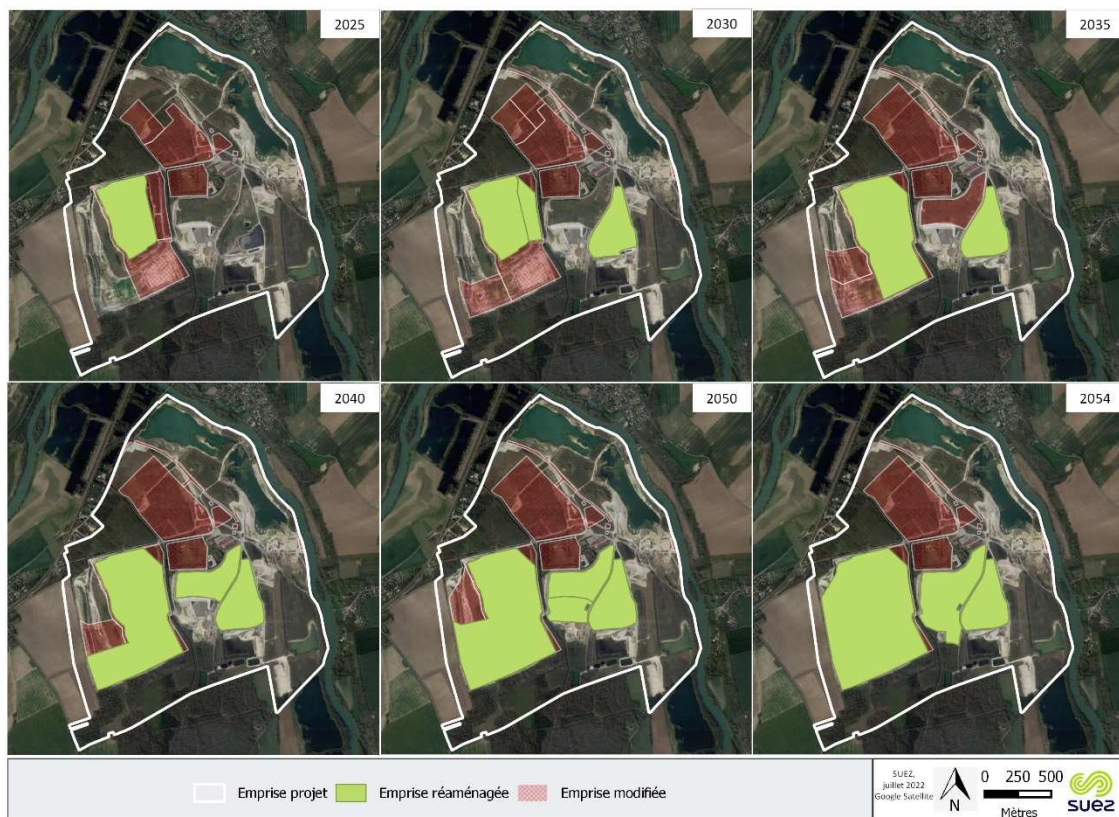 2025
2030
2035
2040
2050
2054
Emprise projet
Emprise réaménagée
Emprise modifiée
SUEZ,
juillet 2022
Google Satellite
N
0 250 500
Mètres
suez